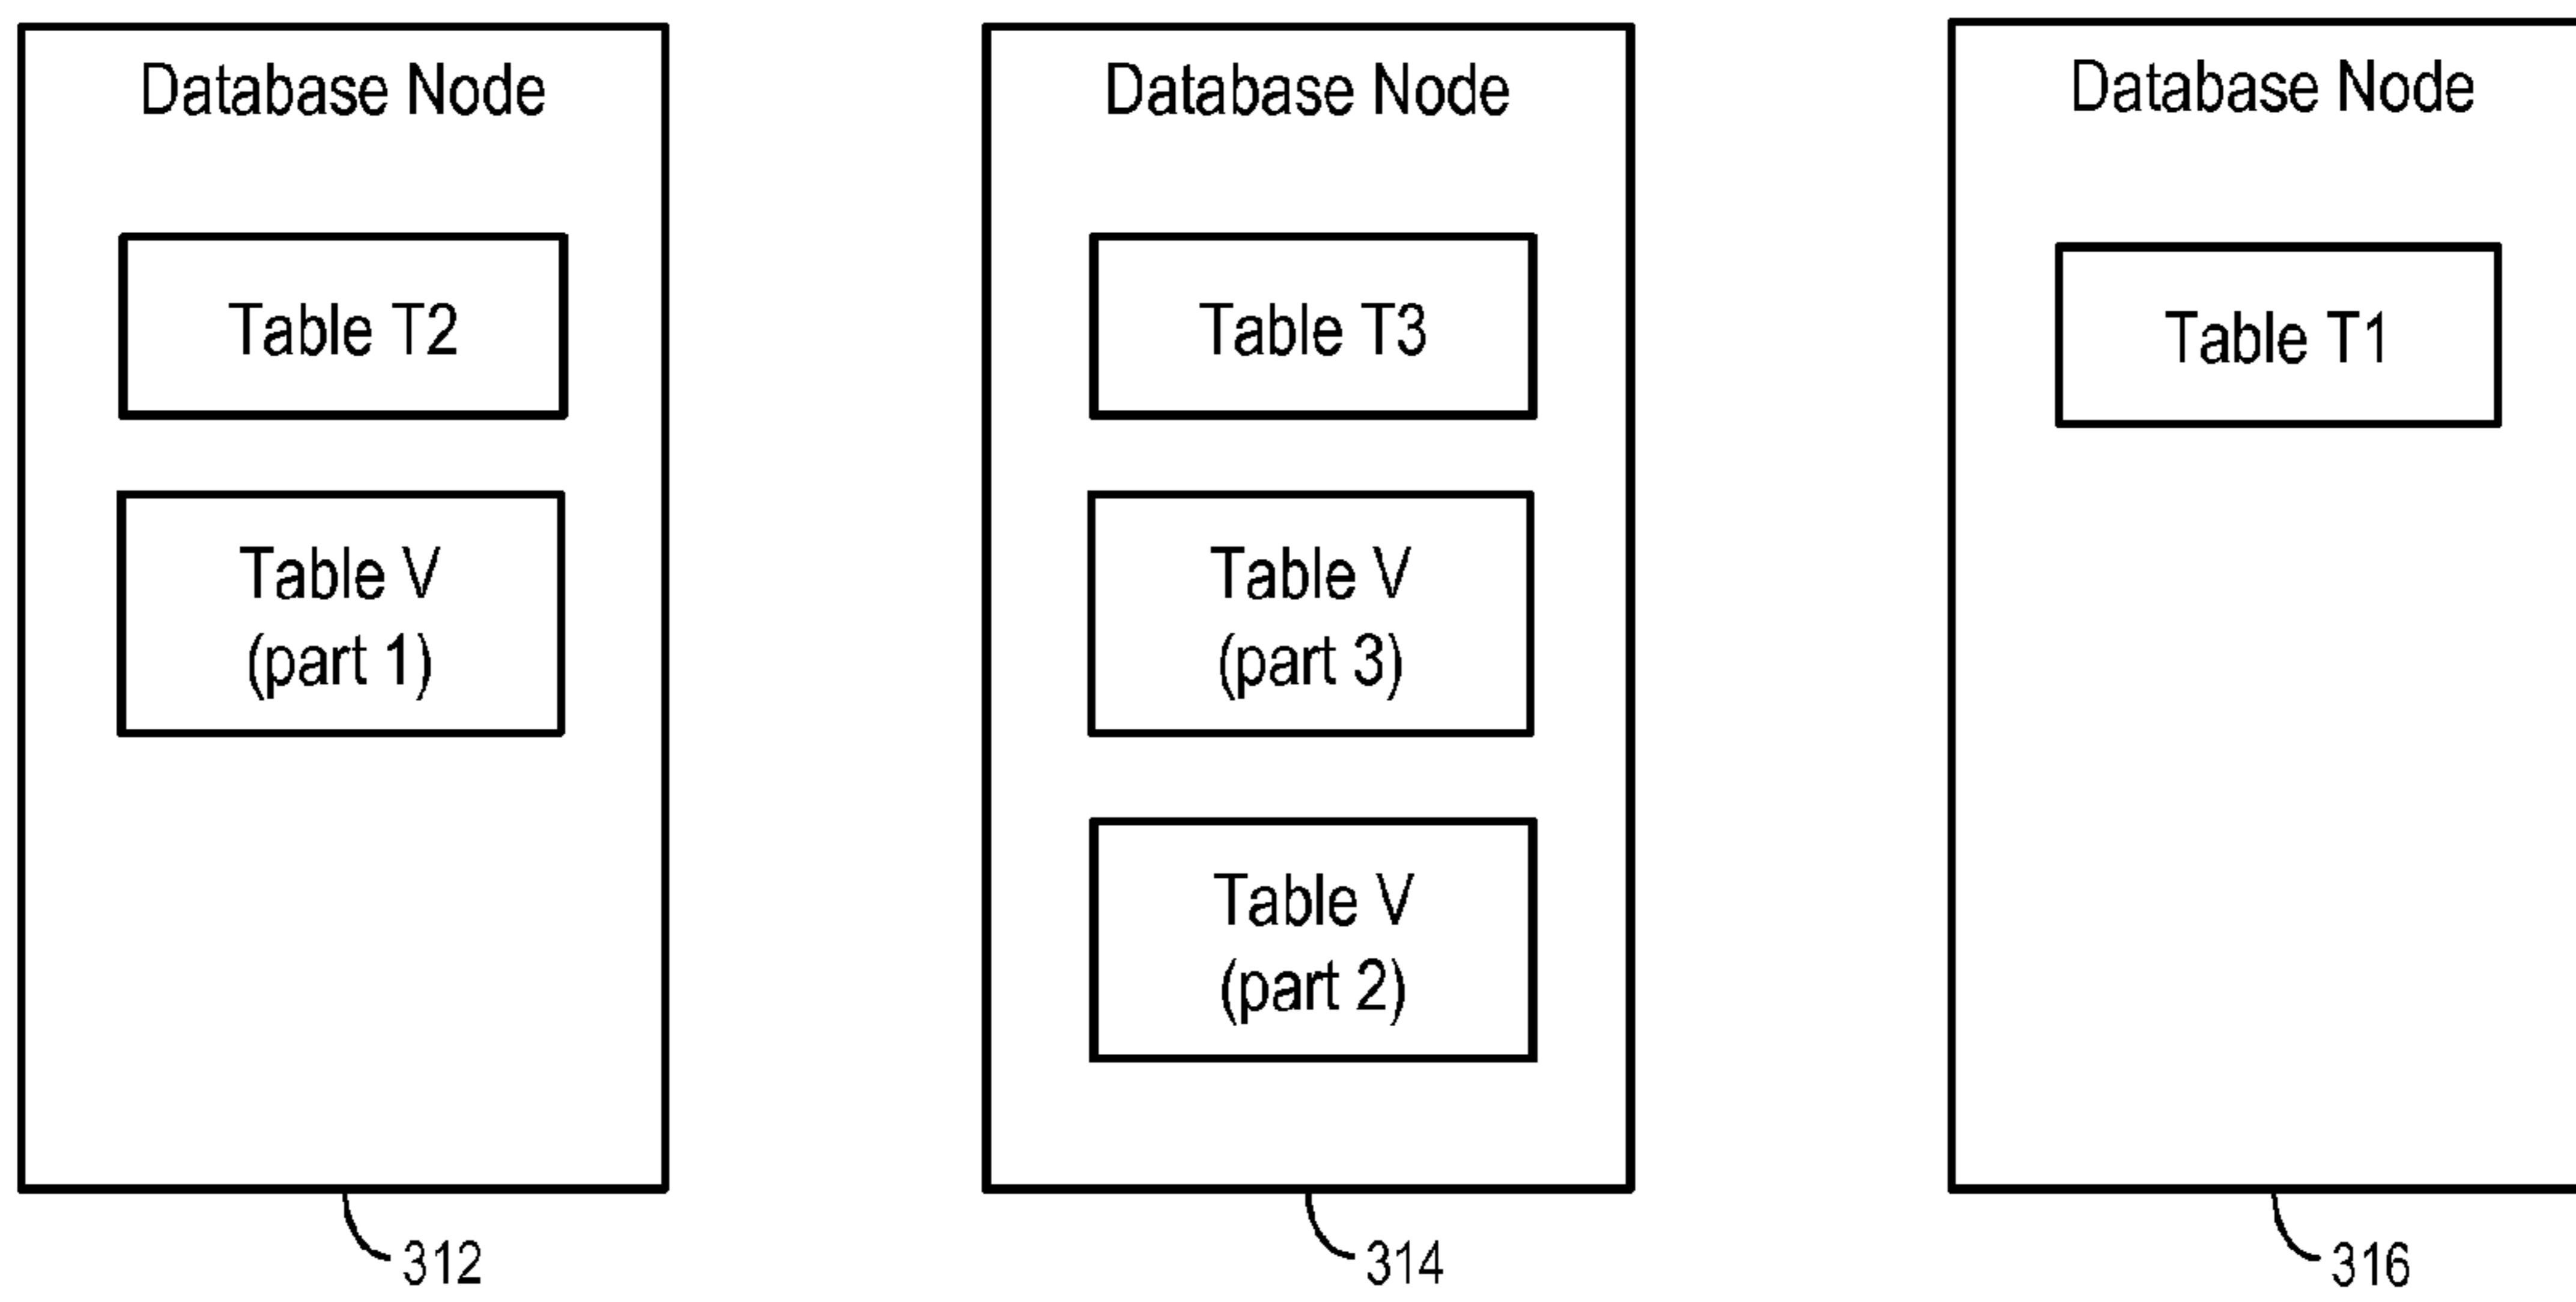 Database Node
Table T2
Table V
(part 1)
312
Database Node
Table T3
Table V
(part 3)
Table V
(part 2)
314
Database Node
Table T1
316